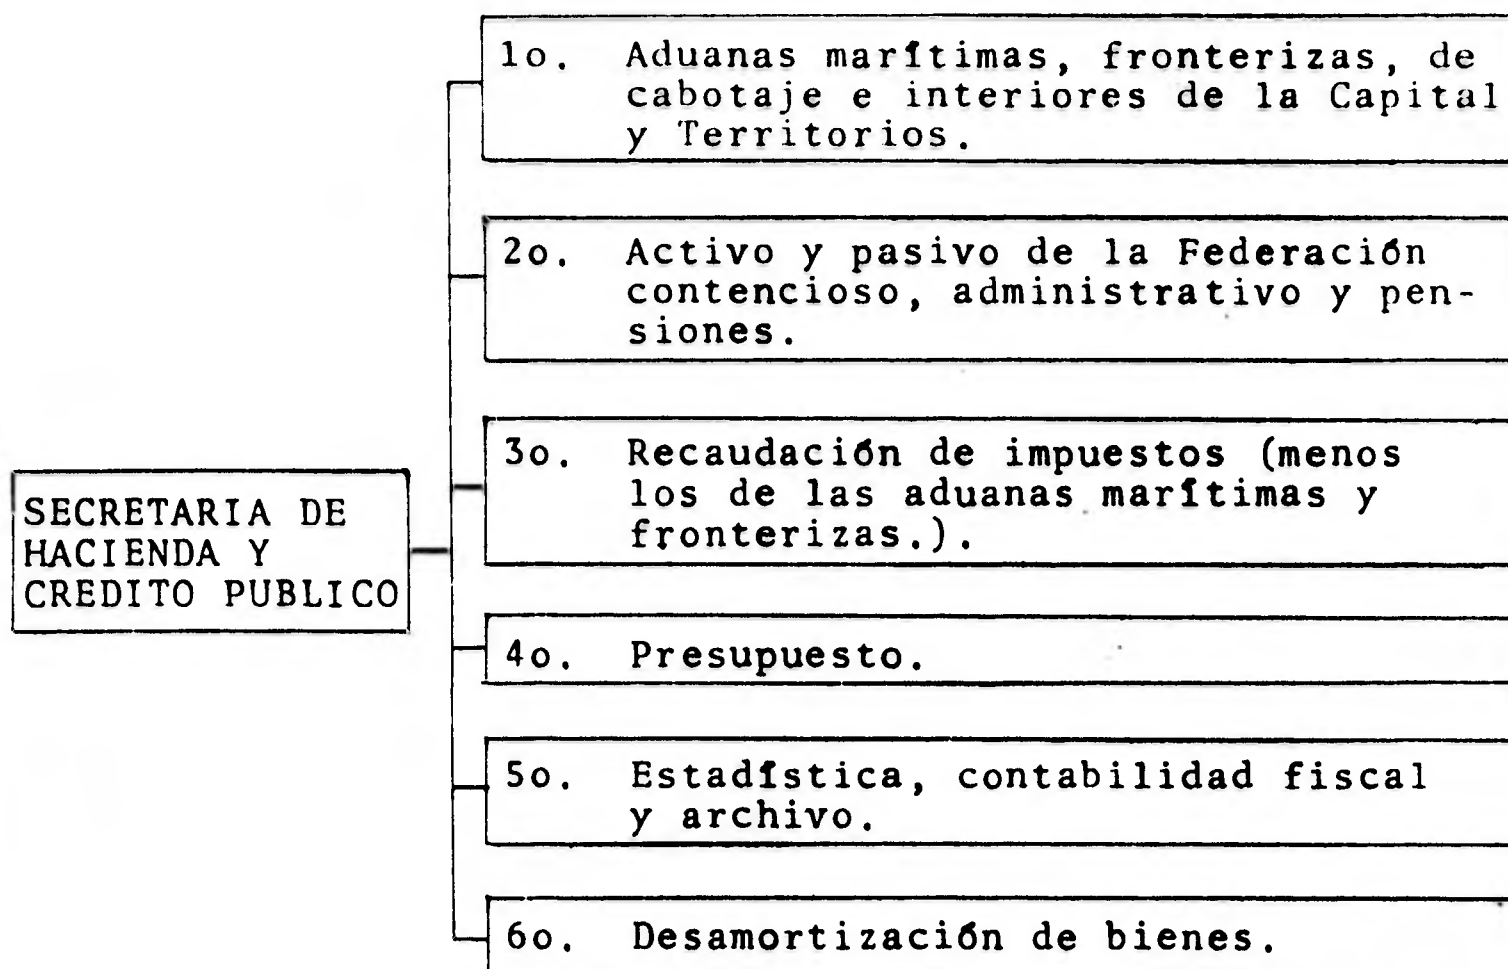 SECRETARIA DE
HACIENDA Y
CREDITO PUBLICO
1o. Aduanas marítimas, fronterizas, de
cabotaje e interiores de la Capital
y Territorios.
2o. Activo y pasivo de la Federación
contencioso, administrativo y pen-
siones.
3o. Recaudación de impuestos (menos
los de las aduanas marítimas y
fronterizas.).
4o. Presupuesto.
5o. Estadística, contabilidad fiscal
y archivo.
6o. Desamortización de bienes.